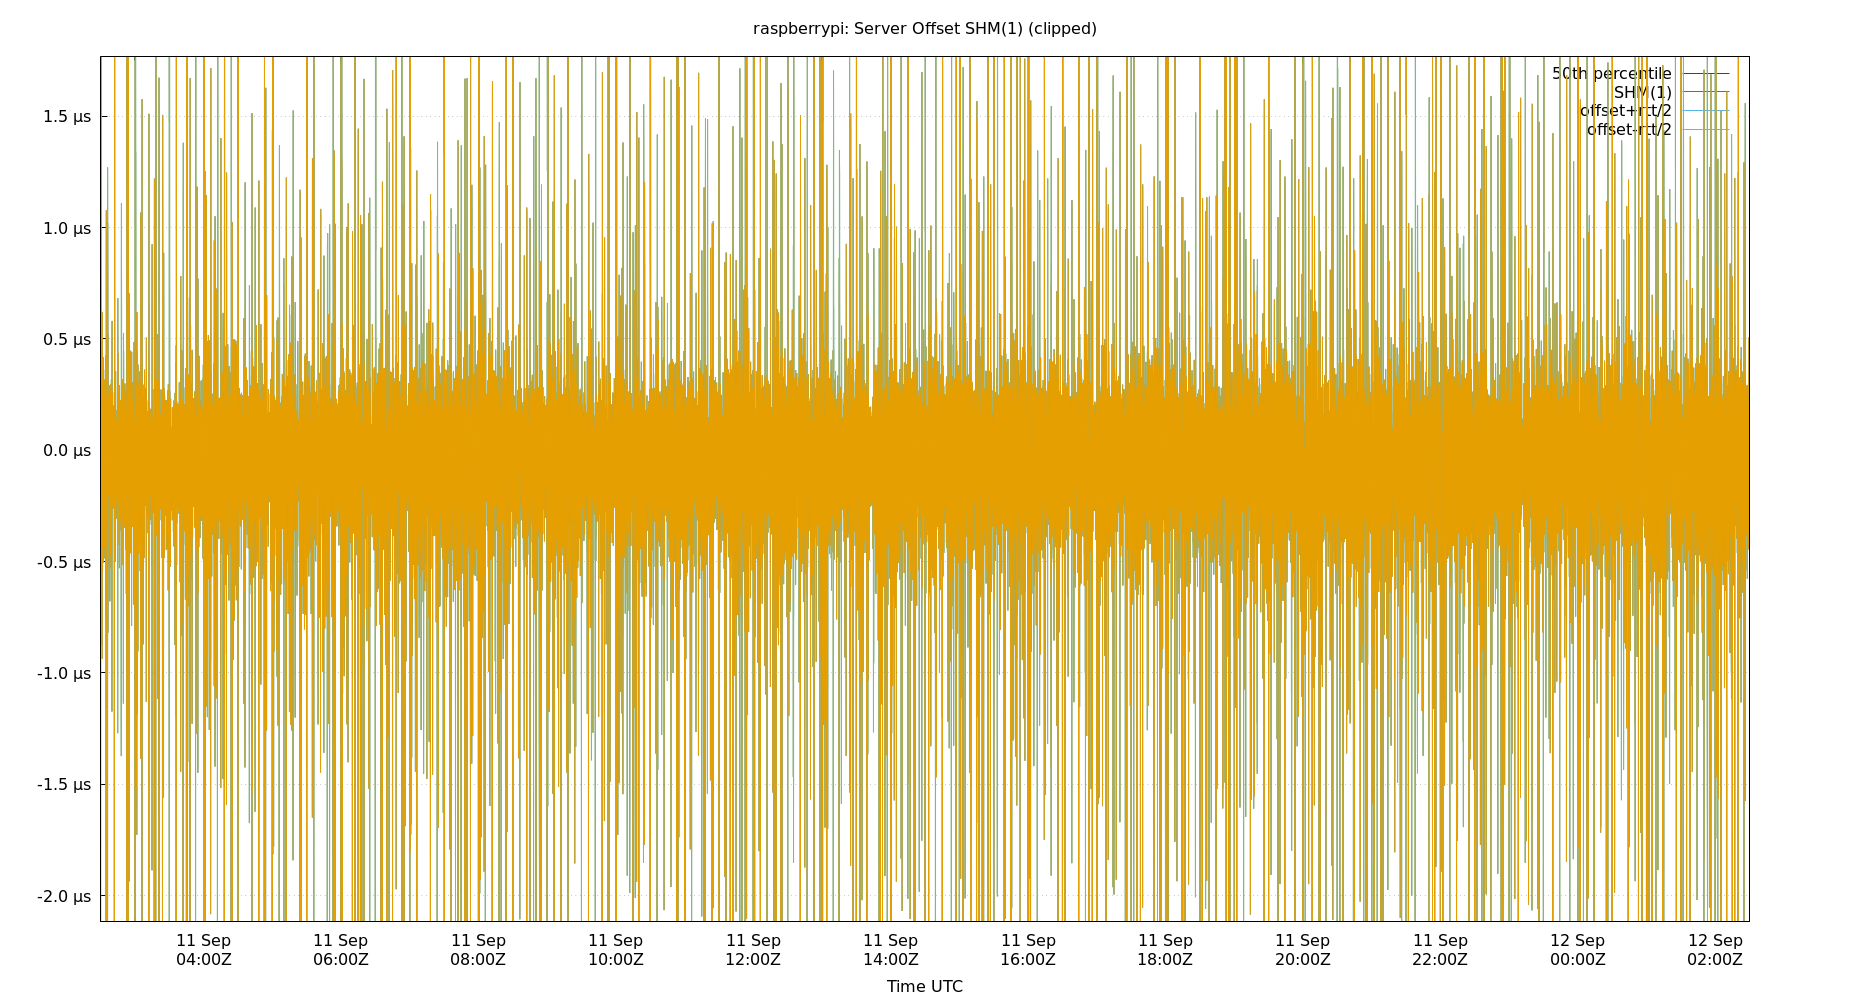 raspberrypi: Server Offset SHM(1) (clipped)
50th percentile
SHM(1)
offset+rtt/2
offset-rtt/2
1.5 µs
1.0 µs
0.5 µs
0.0 µs
-0.5 µs
-1.0 µs
-1.5 µs
-2.0 µs
11 Sep 11 Sep 11 Sep 11 Sep 11 Sep 11 Sep 11 Sep 11 Sep 11 Sep 11 Sep 12 Sep 12 Sep
04:00Z 06:00Z 08:00Z 10:00Z 12:00Z 14:00Z 16:00Z 18:00Z 20:00Z 22:00Z 00:00Z 02:00Z
Time UTC